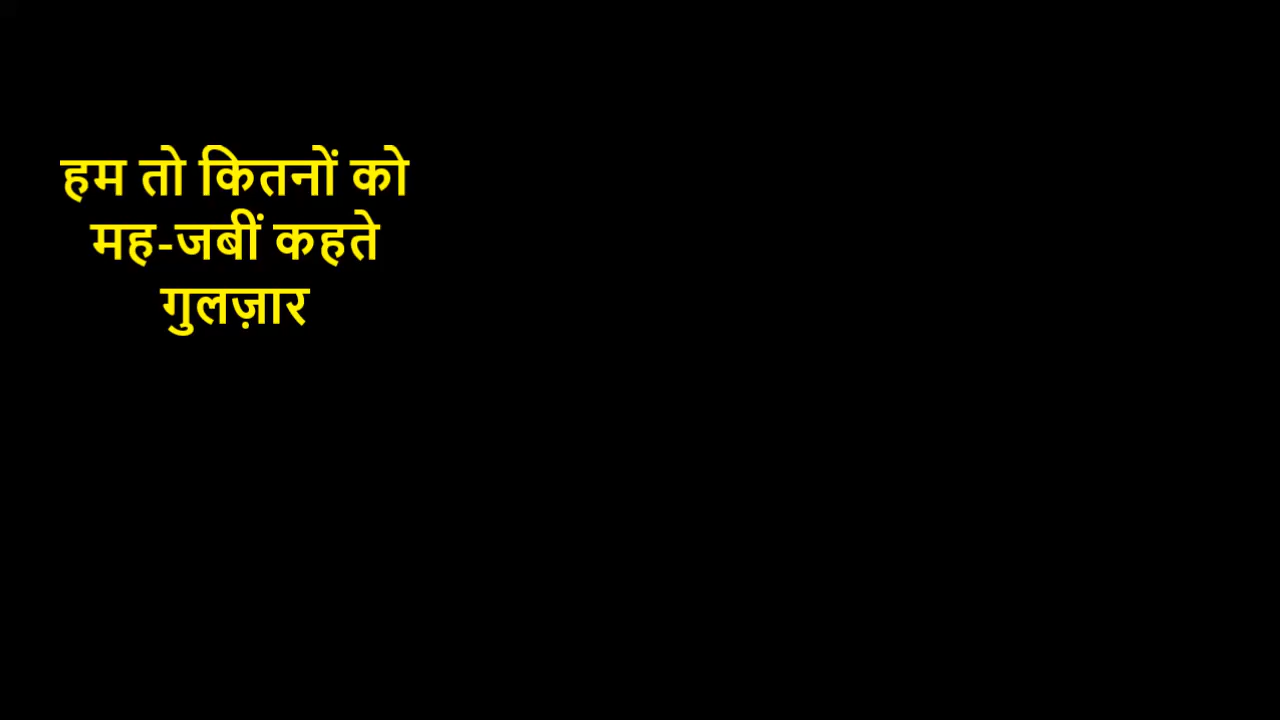 हम तो कितनों को
मह-जबीं कहते
गुलज़ार